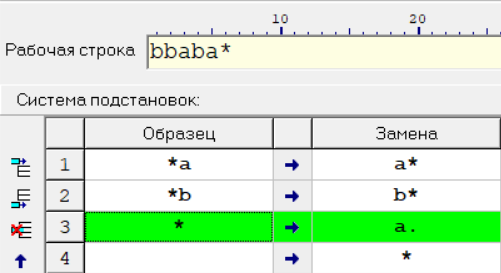 10 20
Рабочая строка bbaba*
Система подстановок:
Образец Замена
1 *a → a*
2 *b → b*
3 * → a.
4 → *